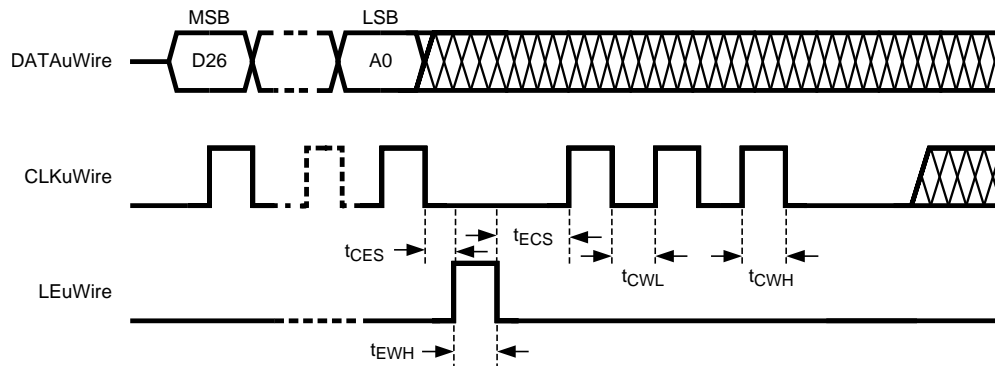 MSB LSB
DATAuWire D26 A0
CLKuWire
tECS
tCES
tCWL tCWH
LEuWire
tEWH